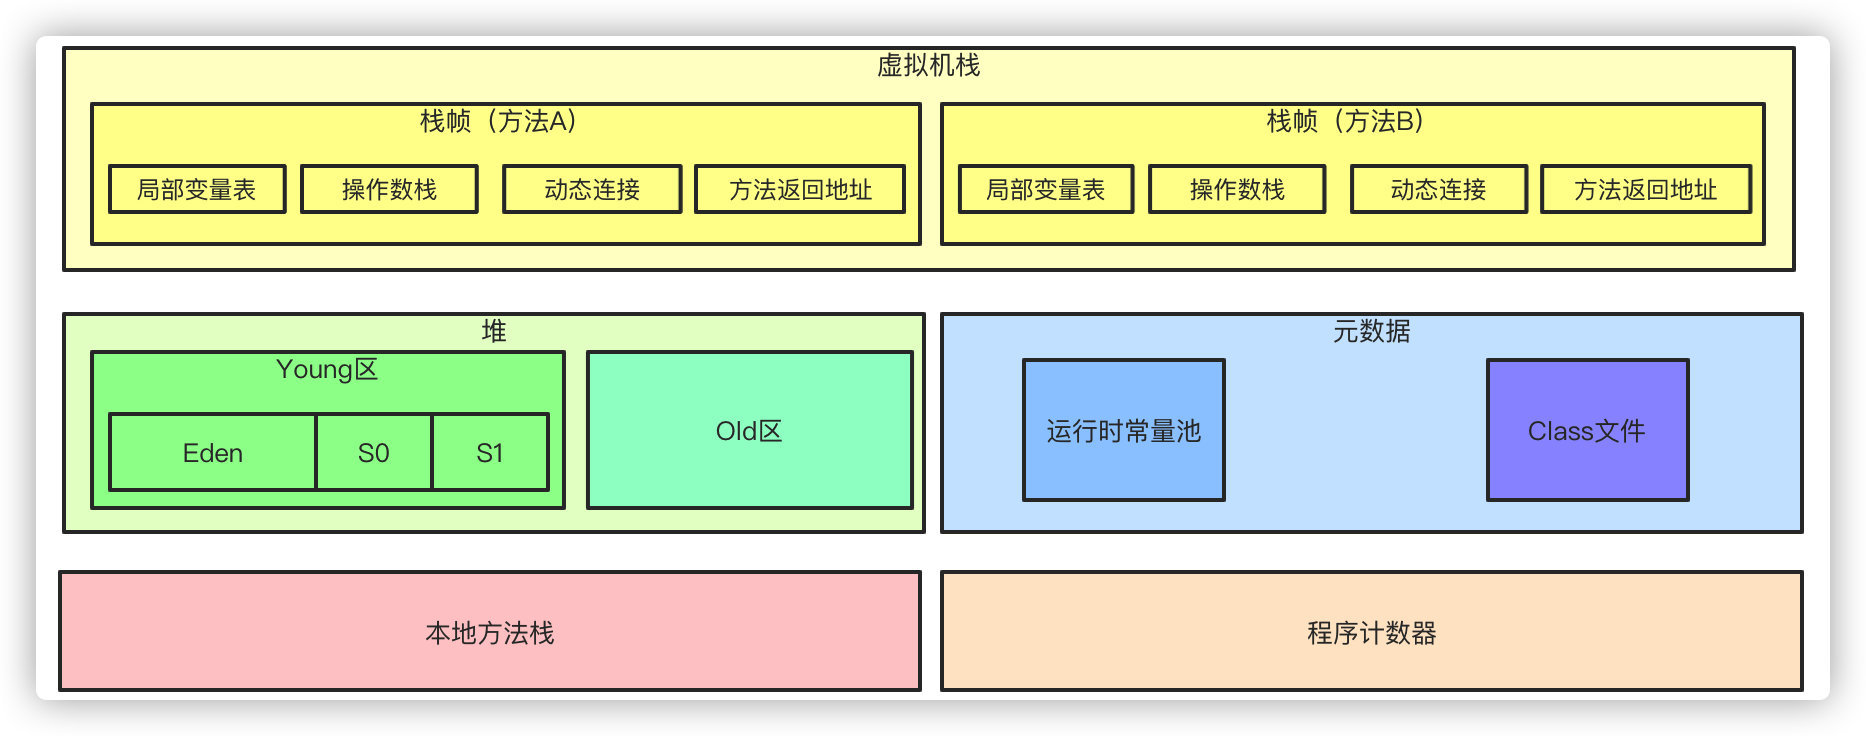 虚拟机栈
栈帧（方法A）
局部变量表
操作数栈
动态连接
方法返回地址
栈帧（方法B）
局部变量表
操作数栈
动态连接
方法返回地址
堆
Young区
Eden
S0
S1
Old区
元数据
运行时常量池
Class文件
本地方法栈
程序计数器